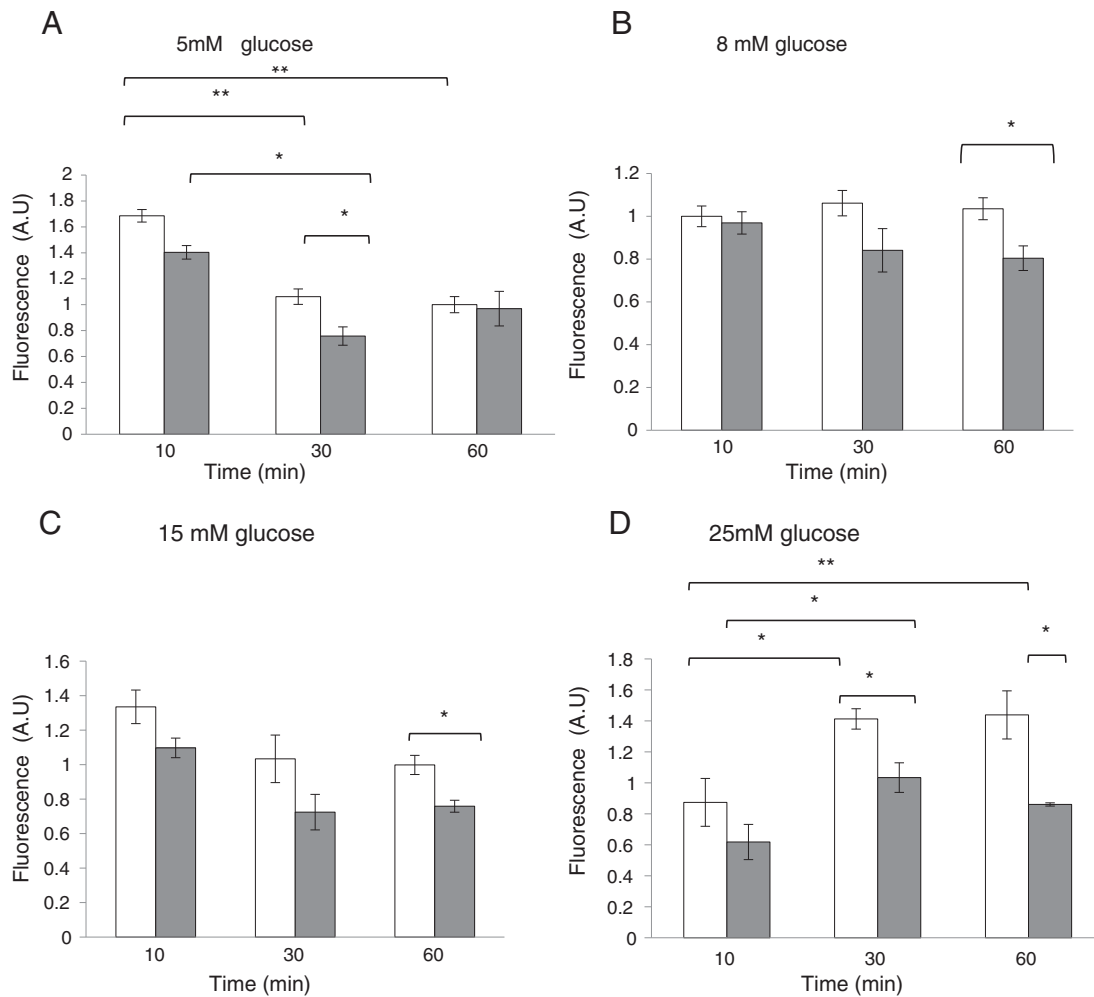 A
5mM glucose
**
**
*
*
Fluorescence (A.U)
2
1.8
1.6
1.4
1.2
1
0.8
0.6
0.4
0.2
0
10 30 60
Time (min)
B
8 mM glucose
*
Fluorescence (A.U)
1.2
1
0.8
0.6
0.4
0.2
0
10 30 60
Time (min)
C
15 mM glucose
*
Fluorescence (A.U)
1.6
1.4
1.2
1
0.8
0.6
0.4
0.2
0
10 30 60
Time (min)
D
25mM glucose
**
*
*
*
*
Fluorescence (A.U)
1.8
1.6
1.4
1.2
1
0.8
0.6
0.4
0.2
0
10 30 60
Time (min)